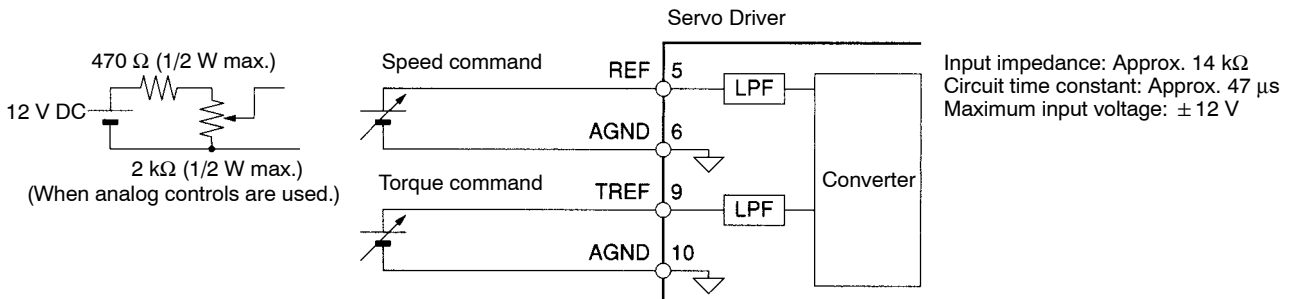 Servo Driver
470 Ω (1/2 W max.)
12 V DC
2 kΩ (1/2 W max.)
(When analog controls are used.)
Speed command
REF 5
LPF
AGND 6
Torque command
TREF 9
LPF
AGND 10
Converter
Input impedance: Approx. 14 kΩ
Circuit time constant: Approx. 47 μs
Maximum input voltage: ± 12 V